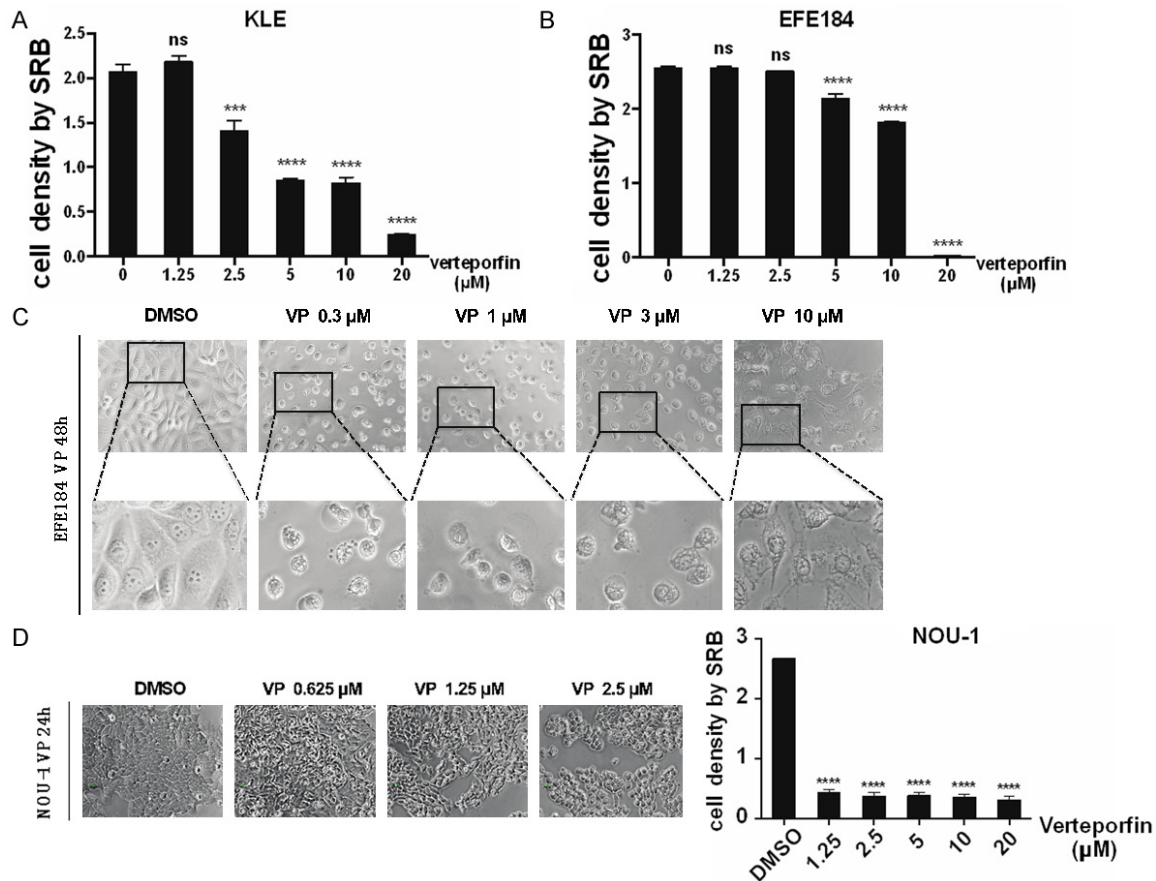 A
KLE
cell density by SRB
2.5
2.0
1.5
1.0
0.5
0.0
ns
***
****
****
****
0
1.25
2.5
5
10
20
verteporfin
(µM)
B
EFE184
cell density by SRB
3
2
1
0
ns
ns
****
****
****
0
1.25
2.5
5
10
20
verteporfin
(µM)
C
DMSO
VP 0.3 µM
VP 1 µM
VP 3 µM
VP 10 µM
EFE184 VP 48h
D
DMSO
VP 0.625 µM
VP 1.25 µM
VP 2.5 µM
NOU-1 VP 24h
NOU-1
cell density by SRB
3
2
1
0
****
****
****
****
****
DMSO
1.25
2.5
5
10
20
Verteporfin
(µM)